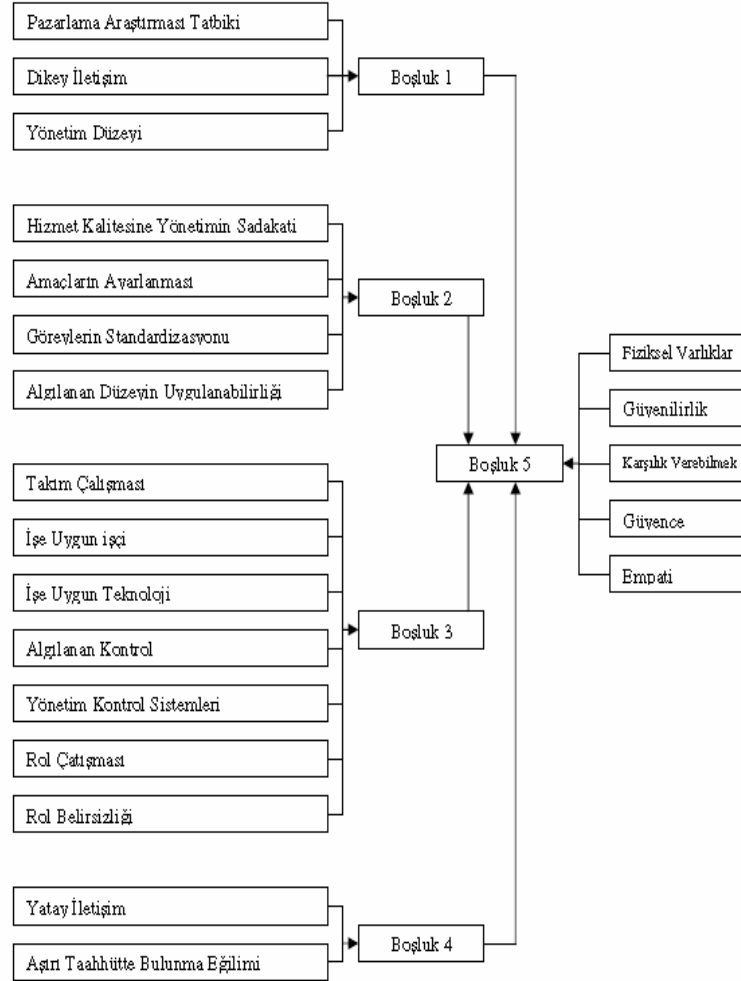 Pazarlama Araştırması Tatbiki
Dikey İletişim
Yönetim Düzeyi
Boşluk 1
Hizmet Kalitesine Yönetimin Sadakati
Amaçların Ayarlanması
Görevlerin Standardizasyonu
Algılanan Düzeyin Uygulanabilirliği
Boşluk 2
Takım Çalışması
İşe Uygun işçi
İşe Uygun Teknoloji
Algılanan Kontrol
Yönetim Kontrol Sistemleri
Rol Çatışması
Rol Belirsizliği
Boşluk 3
Yatay İletişim
Aşırı Taahhütte Bulunma Eğilimi
Boşluk 4
Boşluk 5
Fiziksel Varlıklar
Güvenilirlik
Karşılık Verebilmek
Güvence
Empati